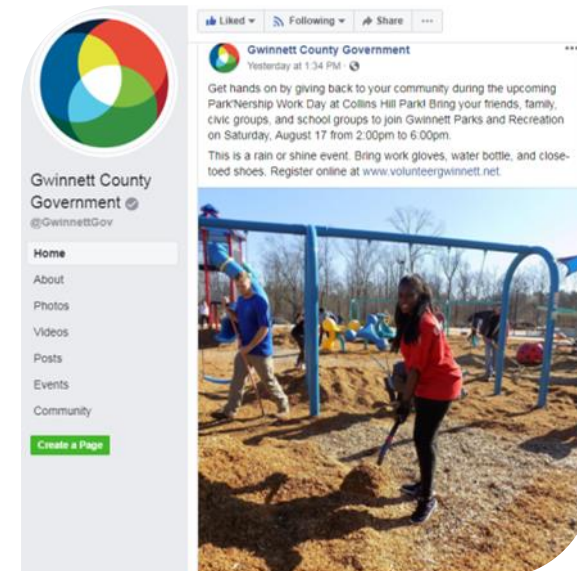 Liked
Following
Share
Gwinnett County Government
Yesterday at 1:34 PM ·
Get hands on by giving back to your community during the upcoming
Park'Nership Work Day at Collins Hill Park! Bring your friends, family,
civic groups, and school groups to join Gwinnett Parks and Recreation
on Saturday, August 17 from 2:00pm to 6:00pm.
This is a rain or shine event. Bring work gloves, water bottle, and close-
toed shoes. Register online at www.volunteergwinnett.net.
Gwinnett County
Government
@GwinnettGov
Home
About
Photos
Videos
Posts
Events
Community
Create a Page